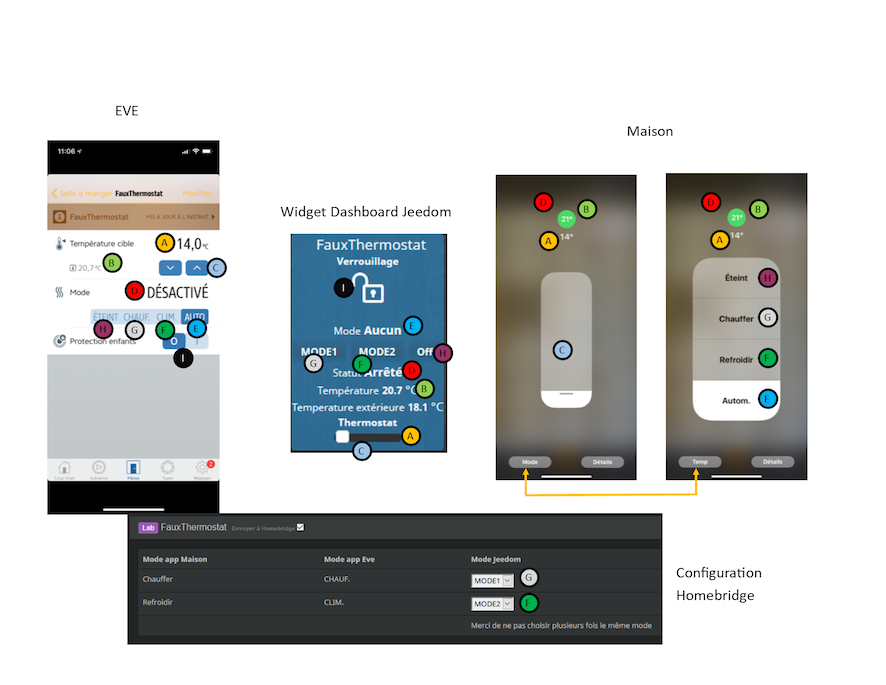 EVE
Maison
11:06
Salle à manger FauxThermostat Modifier
FauxThermostat MIS À JOUR À L'INSTANT
Température cible A 14,0 °C
B 20,7 °C
C
Mode D DÉSACTIVÉ
ÉTEINT CHAUF. CLIM. AUTO
H G F E
Protection enfants O I
I
Pièces
Réglages
2
Widget Dashboard Jeedom
FauxThermostat
Verrouillage
I
Mode Aucun E
MODE1 MODE2 Off H
G F
Statut Arrêté D
Température 20.7 °C B
Temperature extérieure 18.1 °C
Thermostat
A
C
D B
21°
A 14°
C
Mode Détails
D B
21°
A 14°
Éteint H
Chauffer G
Refroidir F
Autom. E
Temp Détails
Lab FauxThermostat Envoyer à Homebridge
Mode app Maison Mode app Eve Mode Jeedom
Chauffer CHAUF. MODE1 G
Refroidir CLIM. MODE2 F
Merci de ne pas choisir plusieurs fois le même mode
Configuration
Homebridge